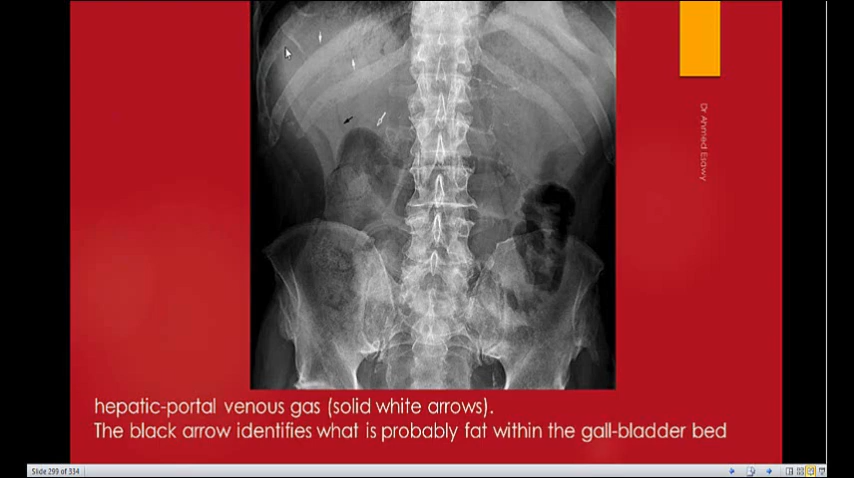 Dr Ahmed Esawy
hepatic-portal venous gas (solid white arrows).
The black arrow identifies what is probably fat within the gall-bladder bed
Slide 299 of 334